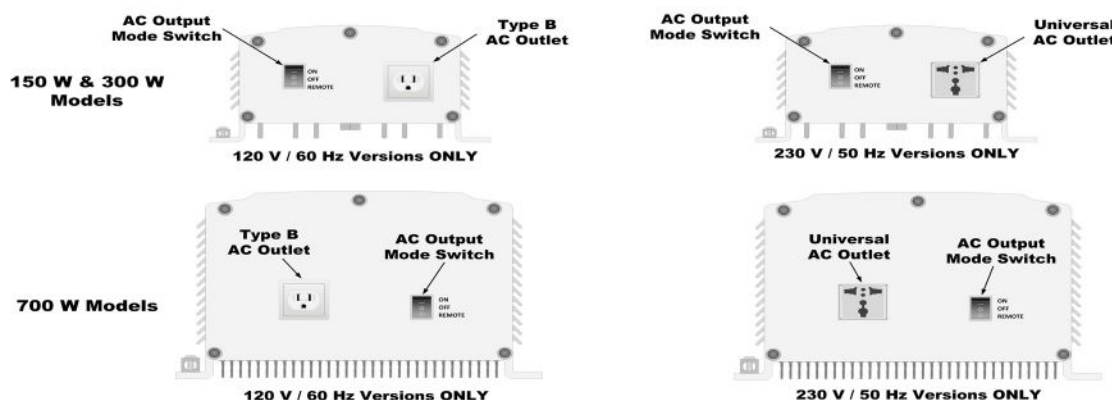 AC Output
Mode Switch
Type B
AC Outlet
150 W & 300 W
Models
ON
OFF
REMOTE
120 V / 60 Hz Versions ONLY
AC Output
Mode Switch
Universal
AC Outlet
ON
OFF
REMOTE
230 V / 50 Hz Versions ONLY
700 W Models
Type B
AC Outlet
AC Output
Mode Switch
ON
OFF
REMOTE
120 V / 60 Hz Versions ONLY
Universal
AC Outlet
AC Output
Mode Switch
ON
OFF
REMOTE
230 V / 50 Hz Versions ONLY